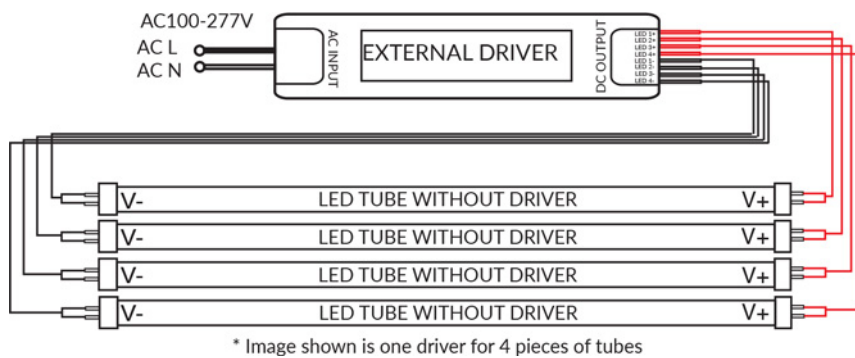 AC100-277V
AC L
AC N
AC INPUT
EXTERNAL DRIVER
DC OUTPUT
LED 1+
LED 2+
LED 3+
LED 4+
LED 1-
LED 2-
LED 3-
LED 4-
V- LED TUBE WITHOUT DRIVER V+
V- LED TUBE WITHOUT DRIVER V+
V- LED TUBE WITHOUT DRIVER V+
V- LED TUBE WITHOUT DRIVER V+
* Image shown is one driver for 4 pieces of tubes